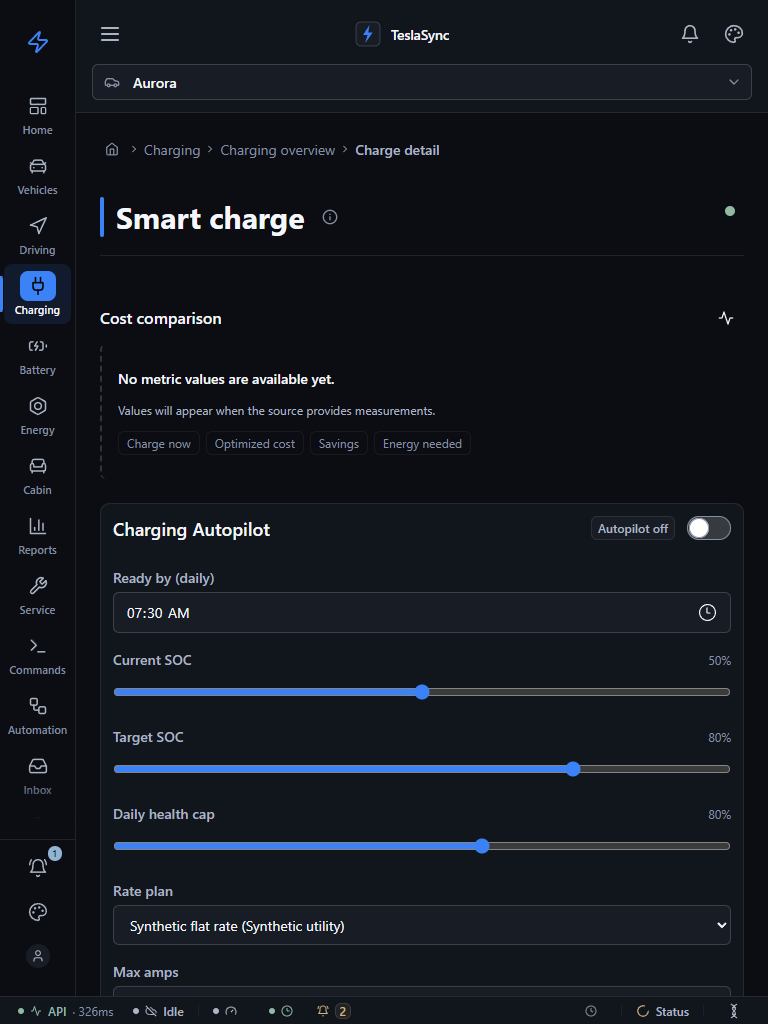 TeslaSync
Aurora
Home
Vehicles
Driving
Charging
Battery
Energy
Cabin
Reports
Service
Commands
Automation
Inbox
1
Charging
Charging overview
Charge detail
Smart charge
Cost comparison
No metric values are available yet.
Values will appear when the source provides measurements.
Charge now
Optimized cost
Savings
Energy needed
Charging Autopilot
Autopilot off
Ready by (daily)
07:30 AM
Current SOC
50%
Target SOC
80%
Daily health cap
80%
Rate plan
Synthetic flat rate (Synthetic utility)
Max amps
API · 326ms
Idle
2
Status